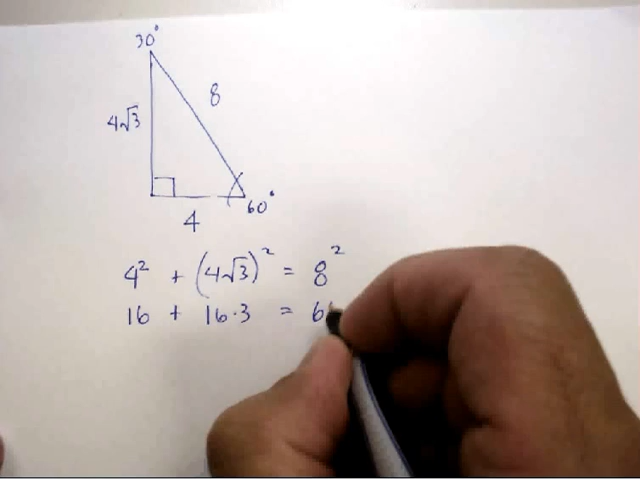 30°
8
4√3
60°
4
4² + (4√3)² = 8²
16 + 16·3 = 6